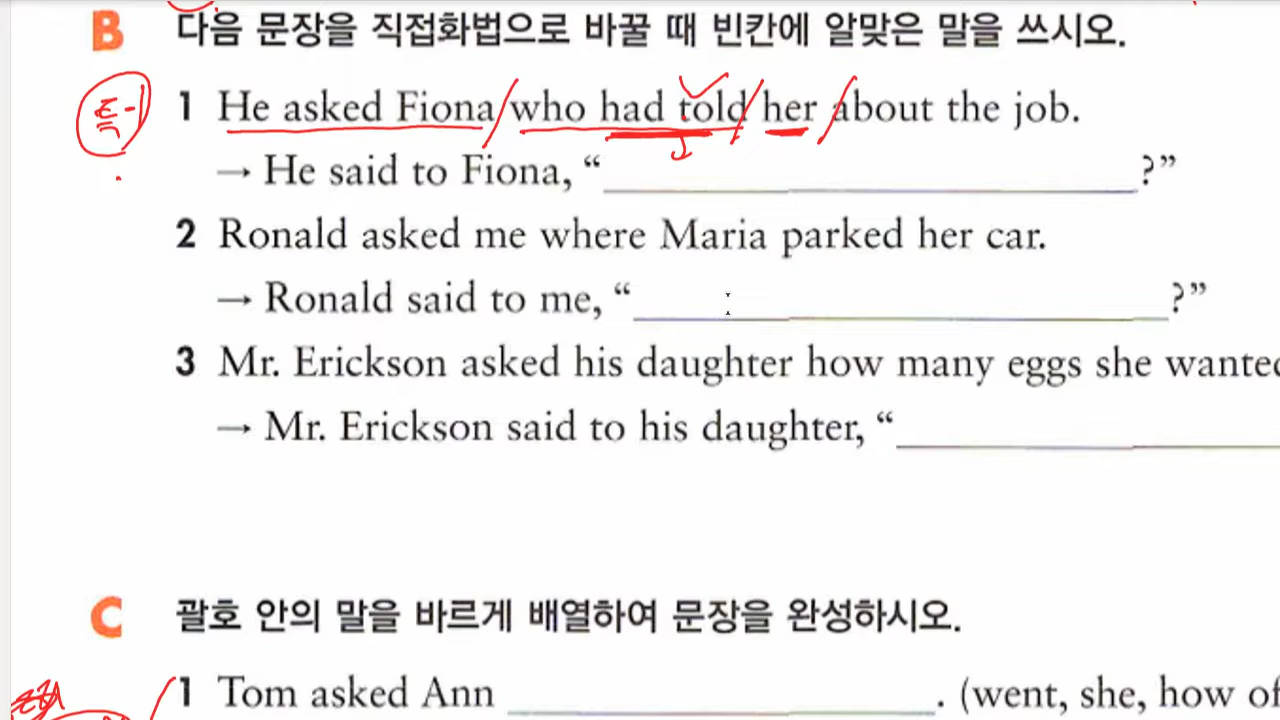 B 다음 문장을 직접화법으로 바꿀 때 빈칸에 알맞은 말을 쓰시오.
1 He asked Fiona who had told her about the job.
→ He said to Fiona, “ ?”
2 Ronald asked me where Maria parked her car.
→ Ronald said to me, “ ?”
3 Mr. Erickson asked his daughter how many eggs she wanted
→ Mr. Erickson said to his daughter, “
C 괄호 안의 말을 바르게 배열하여 문장을 완성하시오.
1 Tom asked Ann . (went, she, how of